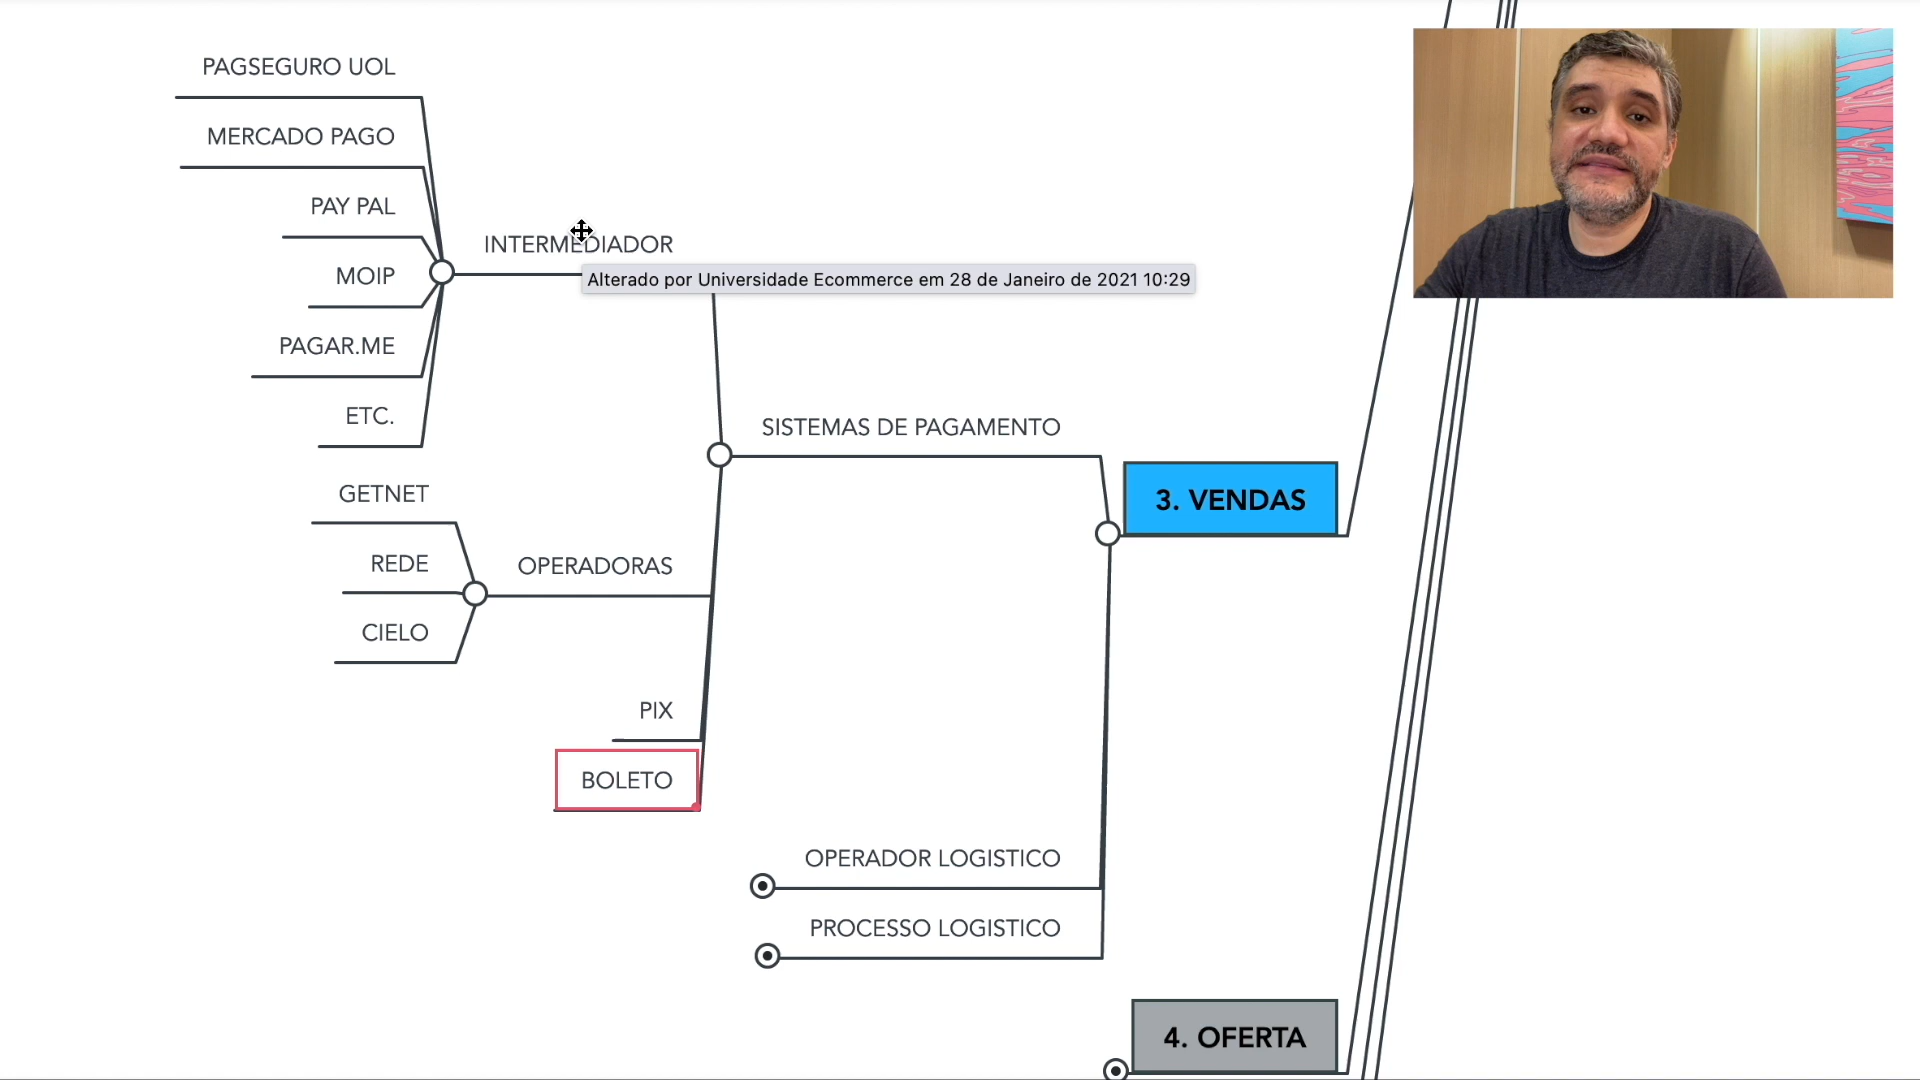 PAGSEGURO UOL
MERCADO PAGO
PAY PAL
MOIP
PAGAR.ME
ETC.
INTERMEDIADOR
Alterado por Universidade Ecommerce em 28 de Janeiro de 2021 10:29
SISTEMAS DE PAGAMENTO
3. VENDAS
GETNET
REDE
CIELO
OPERADORAS
PIX
BOLETO
OPERADOR LOGISTICO
PROCESSO LOGISTICO
4. OFERTA